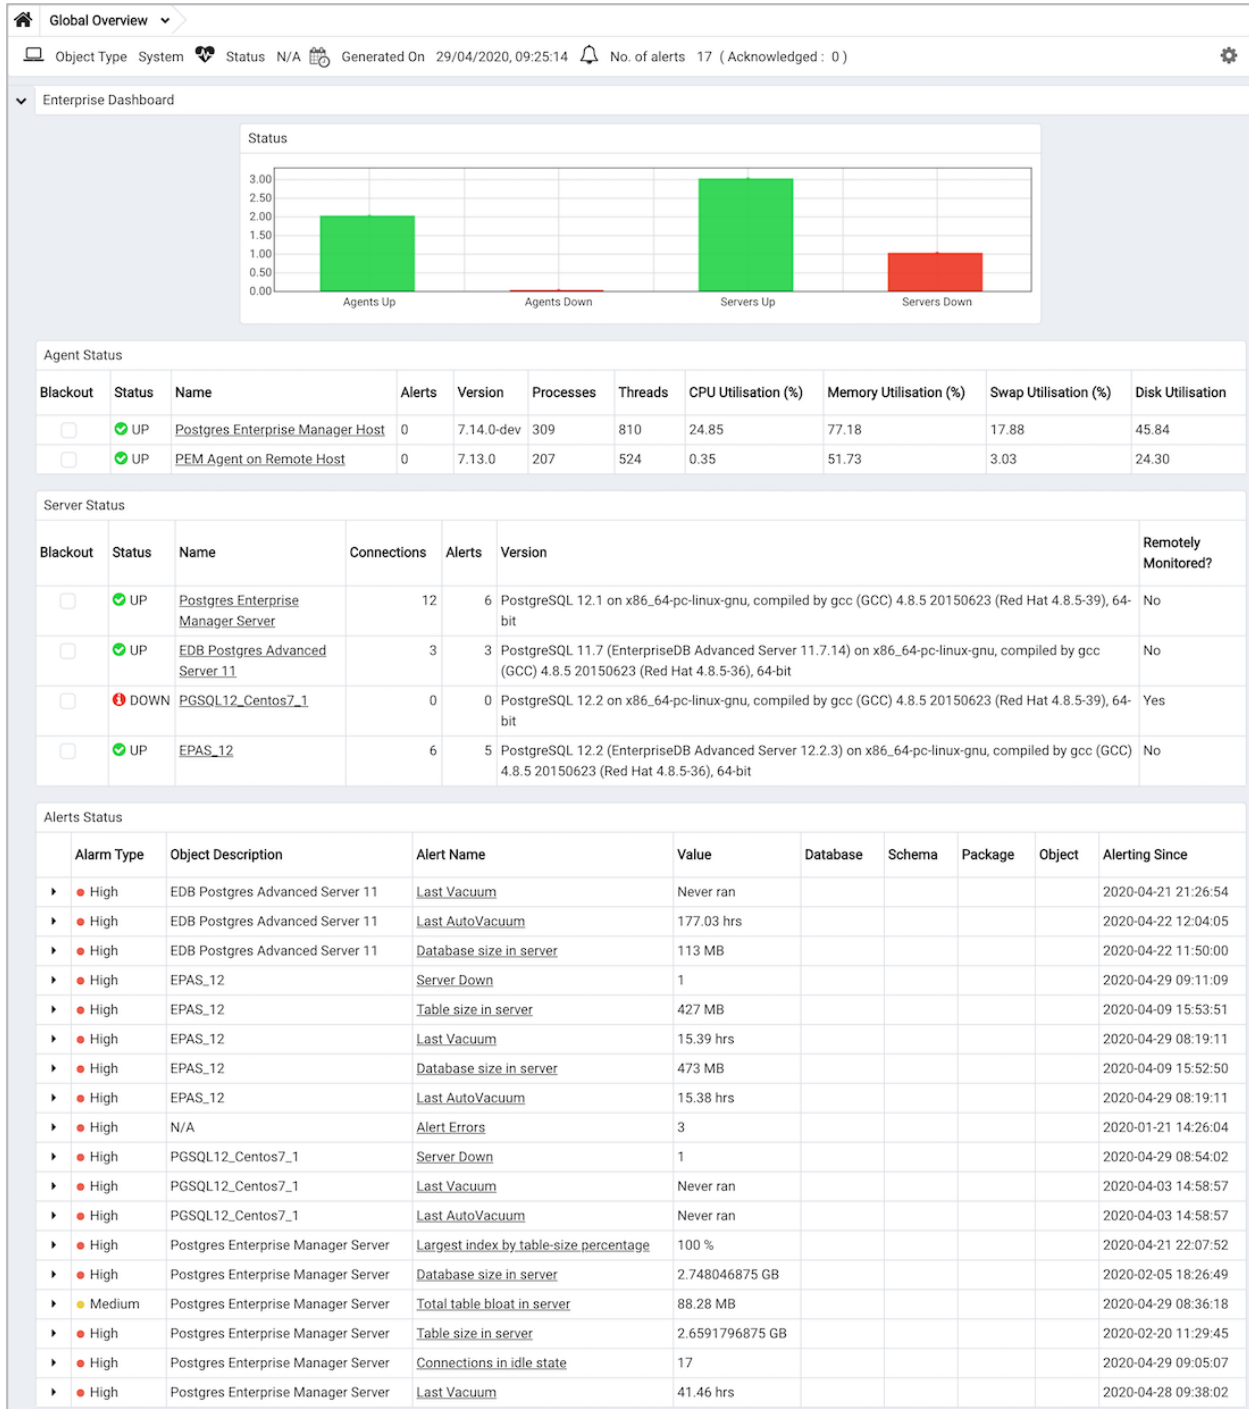 Global Overview
Object Type System Status N/A Generated On 29/04/2020, 09:25:14 No. of alerts 17 ( Acknowledged : 0 )
Enterprise Dashboard
Status
3.00
2.50
2.00
1.50
1.00
0.50
0.00
Agents Up Agents Down Servers Up Servers Down
Agent Status
Blackout Status Name Alerts Version Processes Threads CPU Utilisation (%) Memory Utilisation (%) Swap Utilisation (%) Disk Utilisation
UP Postgres Enterprise Manager Host 0 7.14.0-dev 309 810 24.85 77.18 17.88 45.84
UP PEM Agent on Remote Host 0 7.13.0 207 524 0.35 51.73 3.03 24.30
Server Status
Blackout Status Name Connections Alerts Version Remotely
Monitored?
UP Postgres Enterprise 12 6 PostgreSQL 12.1 on x86_64-pc-linux-gnu, compiled by gcc (GCC) 4.8.5 20150623 (Red Hat 4.8.5-39), 64- No
Manager Server bit
UP EDB Postgres Advanced 3 3 PostgreSQL 11.7 (EnterpriseDB Advanced Server 11.7.14) on x86_64-pc-linux-gnu, compiled by gcc No
Server 11 (GCC) 4.8.5 20150623 (Red Hat 4.8.5-36), 64-bit
DOWN PGSQL12_Centos7_1 0 0 PostgreSQL 12.2 on x86_64-pc-linux-gnu, compiled by gcc (GCC) 4.8.5 20150623 (Red Hat 4.8.5-39), 64- Yes
bit
UP EPAS_12 6 5 PostgreSQL 12.2 (EnterpriseDB Advanced Server 12.2.3) on x86_64-pc-linux-gnu, compiled by gcc (GCC) No
4.8.5 20150623 (Red Hat 4.8.5-36), 64-bit
Alerts Status
Alarm Type Object Description Alert Name Value Database Schema Package Object Alerting Since
High EDB Postgres Advanced Server 11 Last Vacuum Never ran 2020-04-21 21:26:54
High EDB Postgres Advanced Server 11 Last AutoVacuum 177.03 hrs 2020-04-22 12:04:05
High EDB Postgres Advanced Server 11 Database size in server 113 MB 2020-04-22 11:50:00
High EPAS_12 Server Down 1 2020-04-29 09:11:09
High EPAS_12 Table size in server 427 MB 2020-04-09 15:53:51
High EPAS_12 Last Vacuum 15.39 hrs 2020-04-29 08:19:11
High EPAS_12 Database size in server 473 MB 2020-04-09 15:52:50
High EPAS_12 Last AutoVacuum 15.38 hrs 2020-04-29 08:19:11
High N/A Alert Errors 3 2020-01-21 14:26:04
High PGSQL12_Centos7_1 Server Down 1 2020-04-29 08:54:02
High PGSQL12_Centos7_1 Last Vacuum Never ran 2020-04-03 14:58:57
High PGSQL12_Centos7_1 Last AutoVacuum Never ran 2020-04-03 14:58:57
High Postgres Enterprise Manager Server Largest index by table-size percentage 100 % 2020-04-21 22:07:52
High Postgres Enterprise Manager Server Database size in server 2.748046875 GB 2020-02-05 18:26:49
Medium Postgres Enterprise Manager Server Total table bloat in server 88.28 MB 2020-04-29 08:36:18
High Postgres Enterprise Manager Server Table size in server 2.6591796875 GB 2020-02-20 11:29:45
High Postgres Enterprise Manager Server Connections in idle state 17 2020-04-29 09:05:07
High Postgres Enterprise Manager Server Last Vacuum 41.46 hrs 2020-04-28 09:38:02